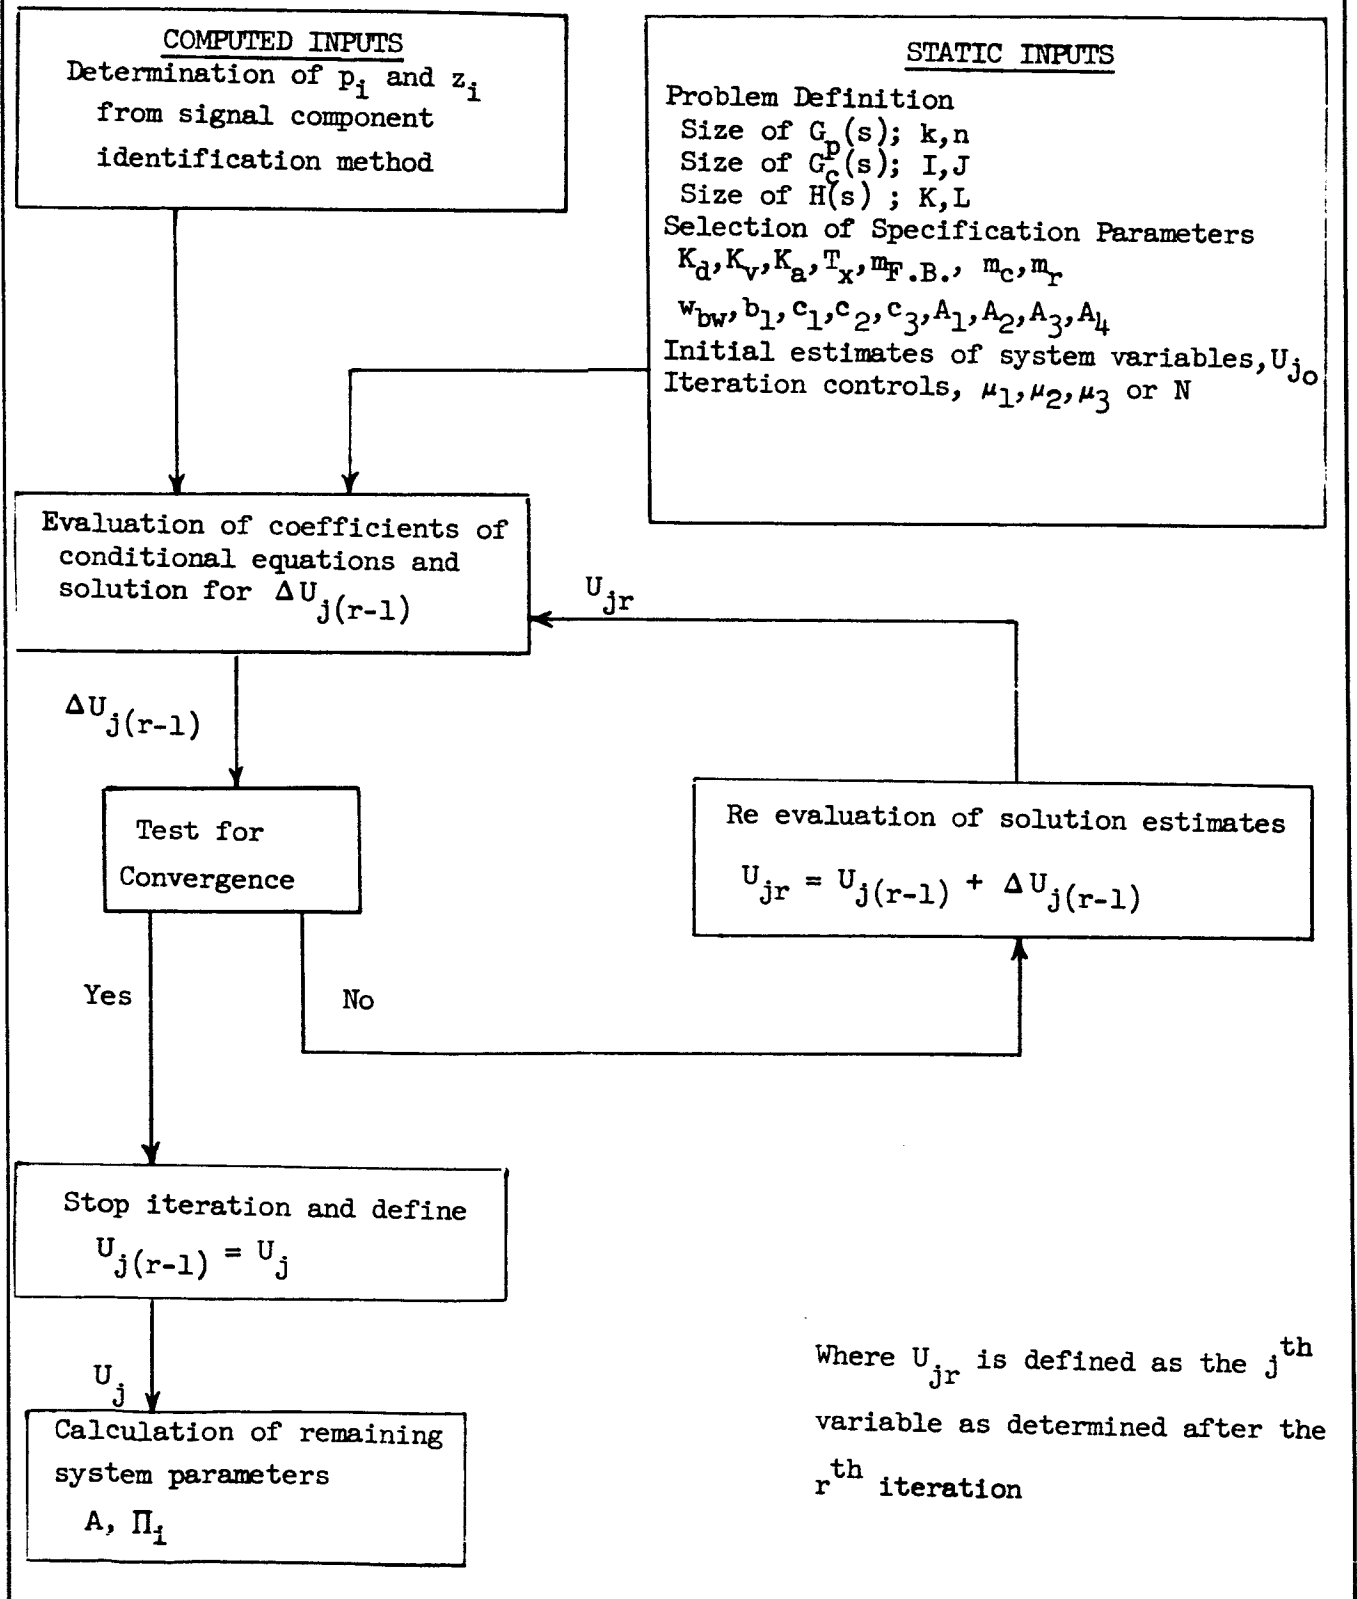 COMPUTED INPUTS
Determination of p_i and z_i
from signal component
identification method
STATIC INPUTS
Problem Definition
Size of G_p(s); k,n
Size of G_c(s); I,J
Size of H(s) ; K,L
Selection of Specification Parameters
K_d,K_v,K_a,T_x,m_F.B., m_c,m_r
w_bw,b_1,c_1,c_2,c_3,A_1,A_2,A_3,A_4
Initial estimates of system variables,U_jo
Iteration controls, μ_1,μ_2,μ_3 or N
Evaluation of coefficients of
conditional equations and
solution for ΔU_j(r-1)
U_jr
ΔU_j(r-1)
Test for
Convergence
Re evaluation of solution estimates
U_jr = U_j(r-1) + ΔU_j(r-1)
Yes
No
Stop iteration and define
U_j(r-1) = U_j
U_j
Calculation of remaining
system parameters
A, Π_i
Where U_jr is defined as the j^th
variable as determined after the
r^th iteration